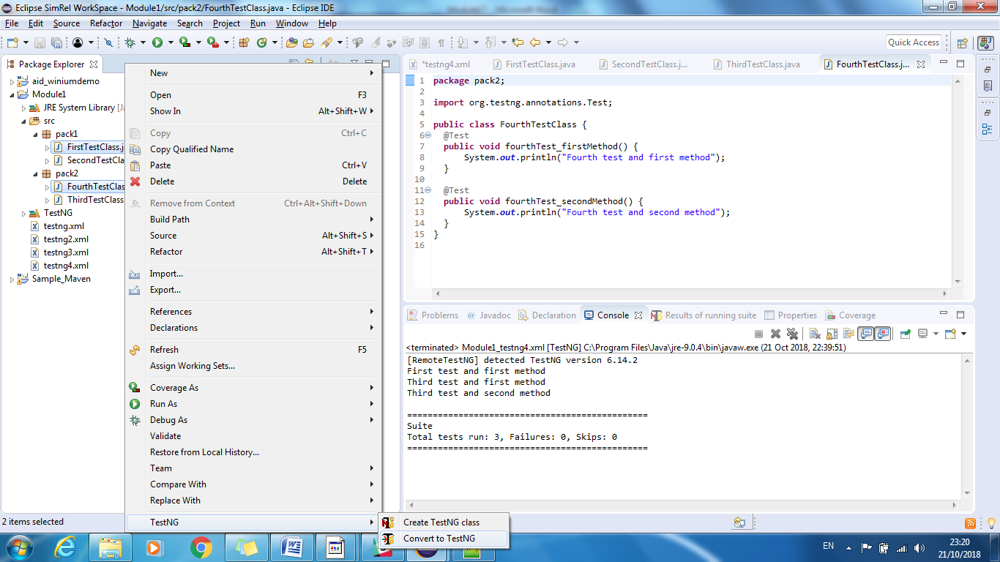 Eclipse SimRel WorkSpace - Module1/src/pack2/FourthTestClass.java - Eclipse IDE
File Edit Source Refactor Navigate Search Project Run Window Help
Quick Access
Package Explorer
aid_winiumdemo
Module1
JRE System Library [Ja
src
pack1
FirstTestClass.j
SecondTestCla
pack2
FourthTestClas
ThirdTestClass
TestNG
testng.xml
testng2.xml
testng3.xml
testng4.xml
Sample_Maven
2 items selected
New
Open F3
Show In Alt+Shift+W
Copy Ctrl+C
Copy Qualified Name
Paste Ctrl+V
Delete Delete
Remove from Context Ctrl+Alt+Shift+Down
Build Path
Source Alt+Shift+S
Refactor Alt+Shift+T
Import...
Export...
References
Declarations
Refresh F5
Assign Working Sets...
Coverage As
Run As
Debug As
Validate
Restore from Local History...
Team
Compare With
Replace With
TestNG
Create TestNG class
Convert to TestNG
*testng4.xml FirstTestClass.java SecondTestClass.j... ThirdTestClass.java FourthTestClass.j...
1 package pack2;
2
3 import org.testng.annotations.Test;
4
5 public class FourthTestClass {
6 @Test
7 public void fourthTest_firstMethod() {
8 System.out.println("Fourth test and first method");
9 }
10
11 @Test
12 public void fourthTest_secondMethod() {
13 System.out.println("Fourth test and second method");
14 }
15 }
16
Problems @ Javadoc Declaration Console Results of running suite Properties Coverage
<terminated> Module1_testng4.xml [TestNG] C:\Program Files\Java\jre-9.0.4\bin\javaw.exe (21 Oct 2018, 22:39:51)
[RemoteTestNG] detected TestNG version 6.14.2
First test and first method
Third test and first method
Third test and second method
===============================================
Suite
Total tests run: 3, Failures: 0, Skips: 0
===============================================
EN
23:20
21/10/2018